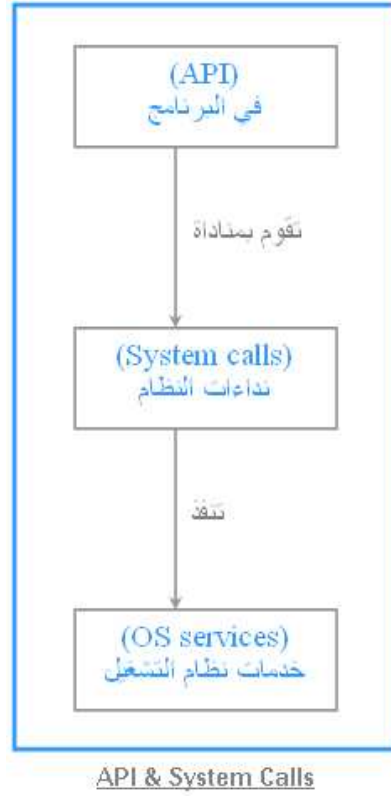 (API)
في البرنامج
تقوم بمناداة
(System calls)
نداءات النظام
تنفذ
(OS services)
خدمات نظام التشغيل
API & System Calls